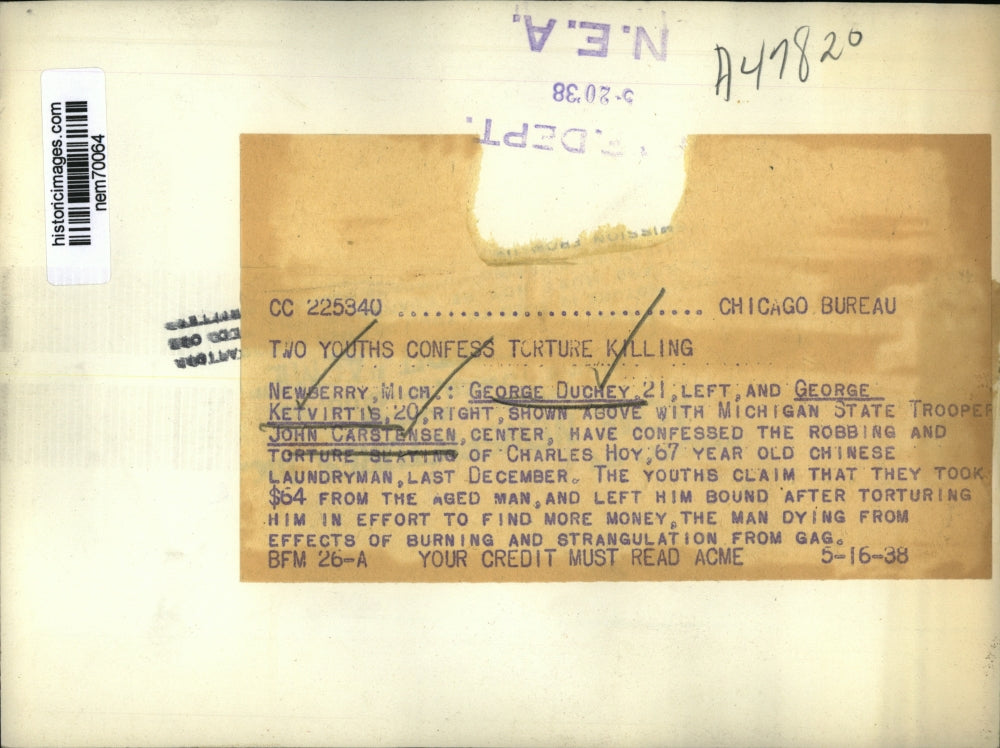 N.E.A.
A47820
5-20'38
DEPT.
historicimages.com
nem70064
CC 225340 .............................. CHICAGO BUREAU
TWO YOUTHS CONFESS TORTURE KILLING
NEWBERRY, MICH.: GEORGE DUCHEY, 21, LEFT, AND GEORGE
KETVIRTIS, 20, RIGHT, SHOWN ABOVE WITH MICHIGAN STATE TROOPER
JOHN CARSTENSEN, CENTER, HAVE CONFESSED THE ROBBING AND
TORTURE SLAYING OF CHARLES HOY, 67 YEAR OLD CHINESE
LAUNDRYMAN, LAST DECEMBER. THE YOUTHS CLAIM THAT THEY TOOK
$64 FROM THE AGED MAN, AND LEFT HIM BOUND AFTER TORTURING
HIM IN EFFORT TO FIND MORE MONEY, THE MAN DYING FROM
EFFECTS OF BURNING AND STRANGULATION FROM GAG.
BFM 26-A YOUR CREDIT MUST READ ACME 5-16-38